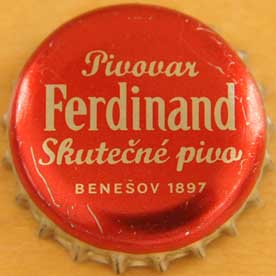 Pivovar
Ferdinand
Skutečné pivo
BENEŠOV 1897